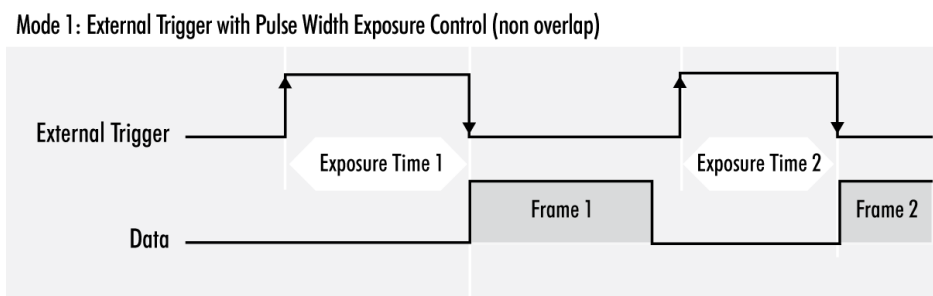 Mode 1: External Trigger with Pulse Width Exposure Control (non overlap)
External Trigger
Exposure Time 1
Exposure Time 2
Frame 1
Frame 2
Data